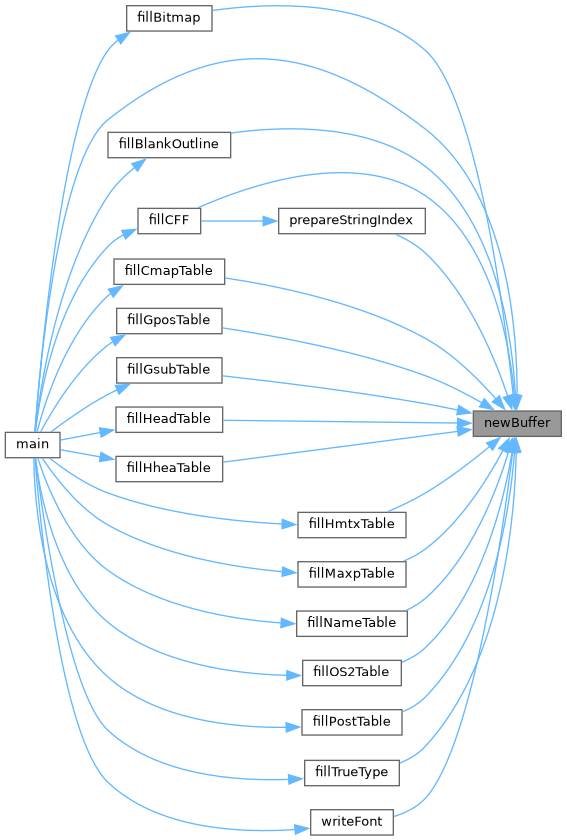 fillBitmap
fillBlankOutline
fillCFF
prepareStringIndex
fillCmapTable
fillGposTable
fillGsubTable
fillHeadTable
newBuffer
main
fillHheaTable
fillHmtxTable
fillMaxpTable
fillNameTable
fillOS2Table
fillPostTable
fillTrueType
writeFont